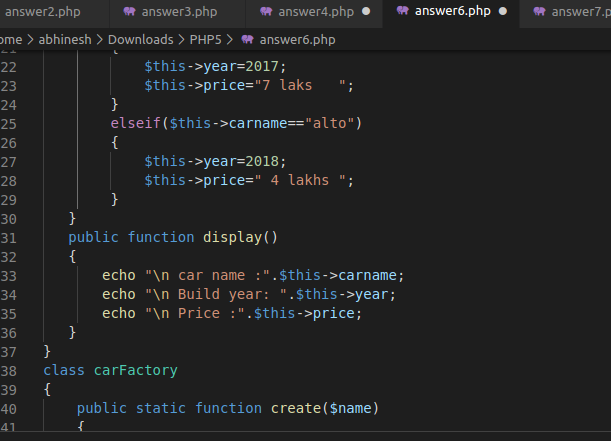 answer2.php answer3.php answer4.php answer6.php answer7.p
ome > abhinesh > Downloads > PHP5 > answer6.php
21 {
22 $this->year=2017;
23 $this->price="7 laks   ";
24 }
25 elseif($this->carname=="alto")
26 {
27 $this->year=2018;
28 $this->price=" 4 lakhs ";
29 }
30 }
31 public function display()
32 {
33 echo "\n car name :".$this->carname;
34 echo "\n Build year: ".$this->year;
35 echo "\n Price :".$this->price;
36 }
37 }
38 class carFactory
39 {
40 public static function create($name)
41 {